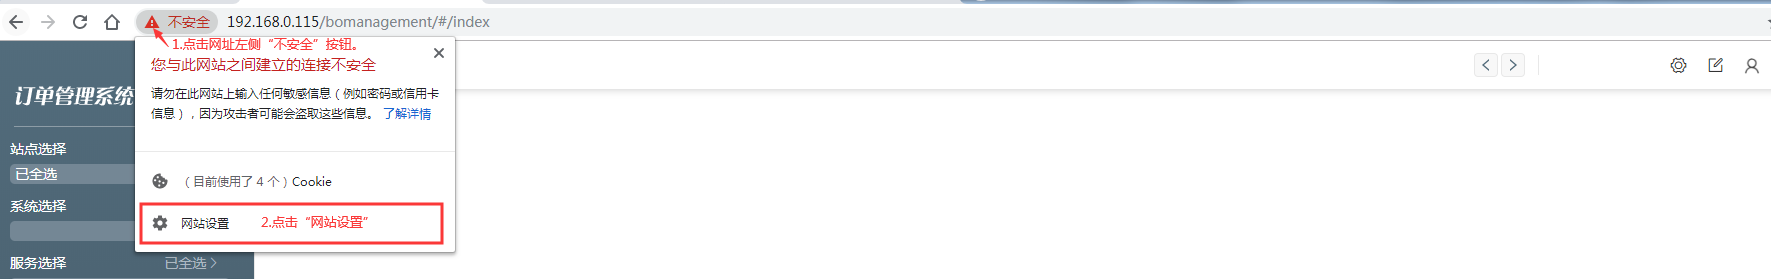 不安全 192.168.0.115/bomanagement/#/index
1.点击网址左侧“不安全”按钮。
您与此网站之间建立的连接不安全
请勿在此网站上输入任何敏感信息（例如密码或信用卡
信息），因为攻击者可能会盗取这些信息。 了解详情
（目前使用了 4 个）Cookie
网站设置 2.点击“网站设置”
订单管理系统
站点选择
已全选
系统选择
服务选择 已全选